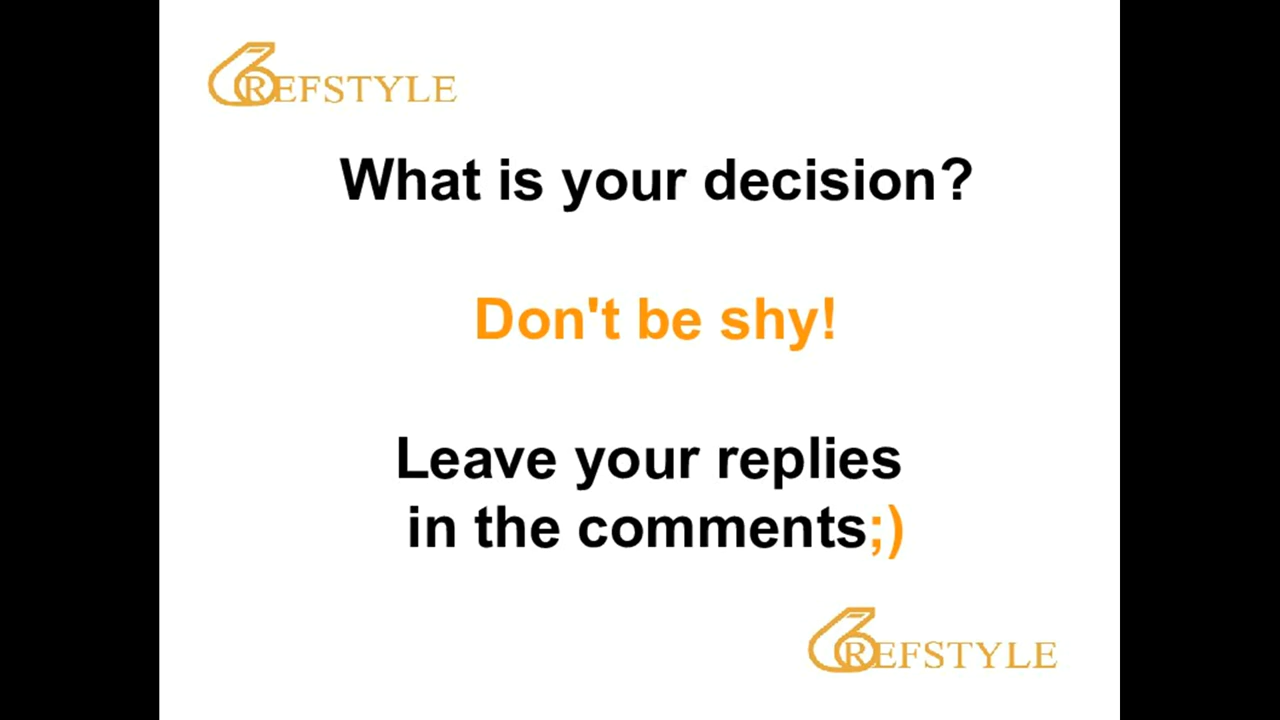 REFSTYLE
What is your decision?
Don't be shy!
Leave your replies
in the comments;)
REFSTYLE